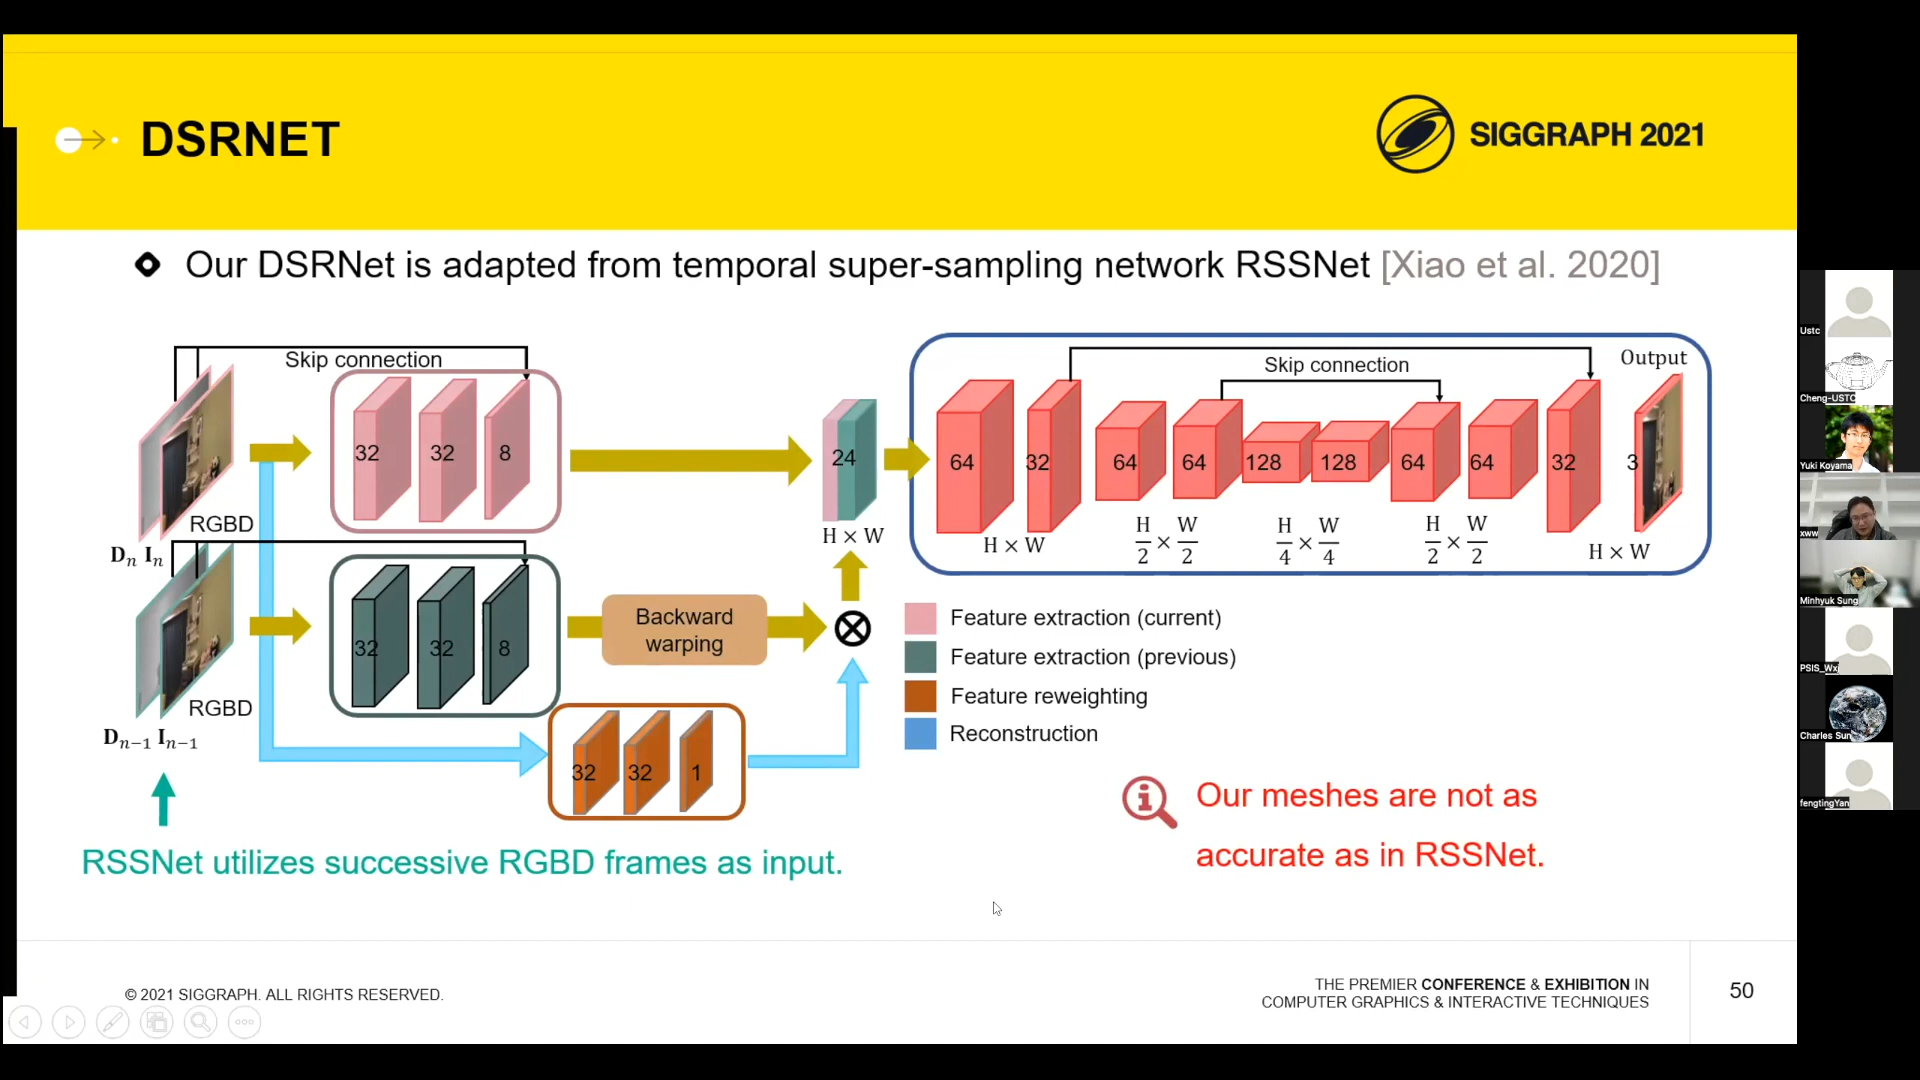 DSRNET
SIGGRAPH 2021
Our DSRNet is adapted from temporal super-sampling network RSSNet [Xiao et al. 2020]
Skip connection
32
32
8
RGBD
Dₙ Iₙ
32
32
8
RGBD
Dₙ₋₁ Iₙ₋₁
Backward
warping
32
32
1
24
H × W
Skip connection
Output
64
32
64
64
128
128
64
64
32
3
H × W
H/2 × W/2
H/4 × W/4
H/2 × W/2
H × W
Feature extraction (current)
Feature extraction (previous)
Feature reweighting
Reconstruction
Our meshes are not as
accurate as in RSSNet.
RSSNet utilizes successive RGBD frames as input.
© 2021 SIGGRAPH. ALL RIGHTS RESERVED.
THE PREMIER CONFERENCE & EXHIBITION IN
COMPUTER GRAPHICS & INTERACTIVE TECHNIQUES
50
Ustc
Cheng-USTC
Yuki Koyama
xww
Minhyuk Sung
PSIS_Wx
Charles Sun
fengtingYan